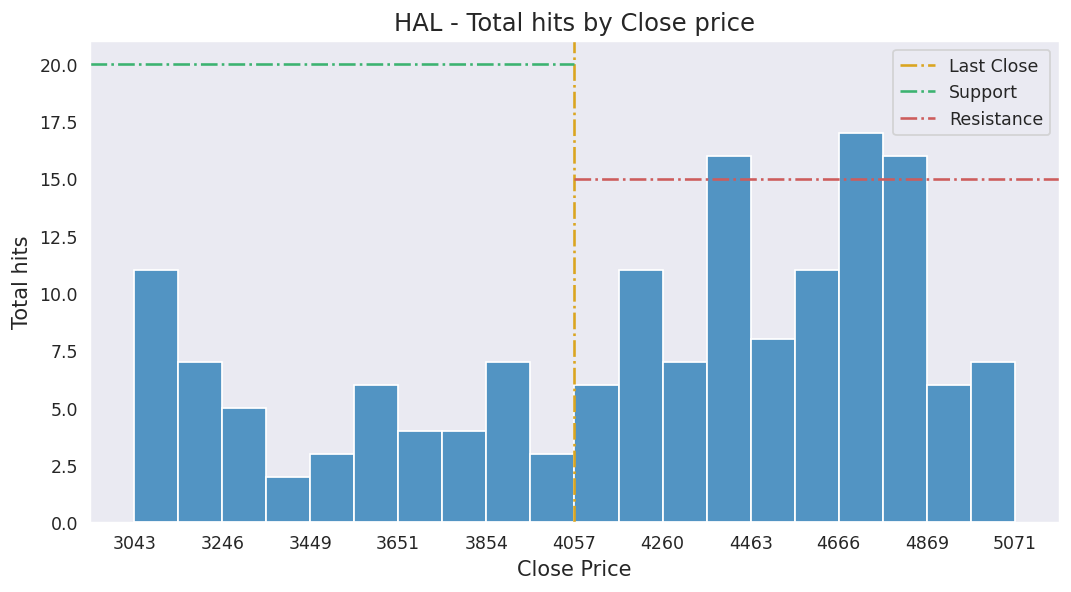 HAL - Total hits by Close price
Last Close
Support
Resistance
Total hits
20.0
17.5
15.0
12.5
10.0
7.5
5.0
2.5
0.0
3043 3246 3449 3651 3854 4057 4260 4463 4666 4869 5071
Close Price